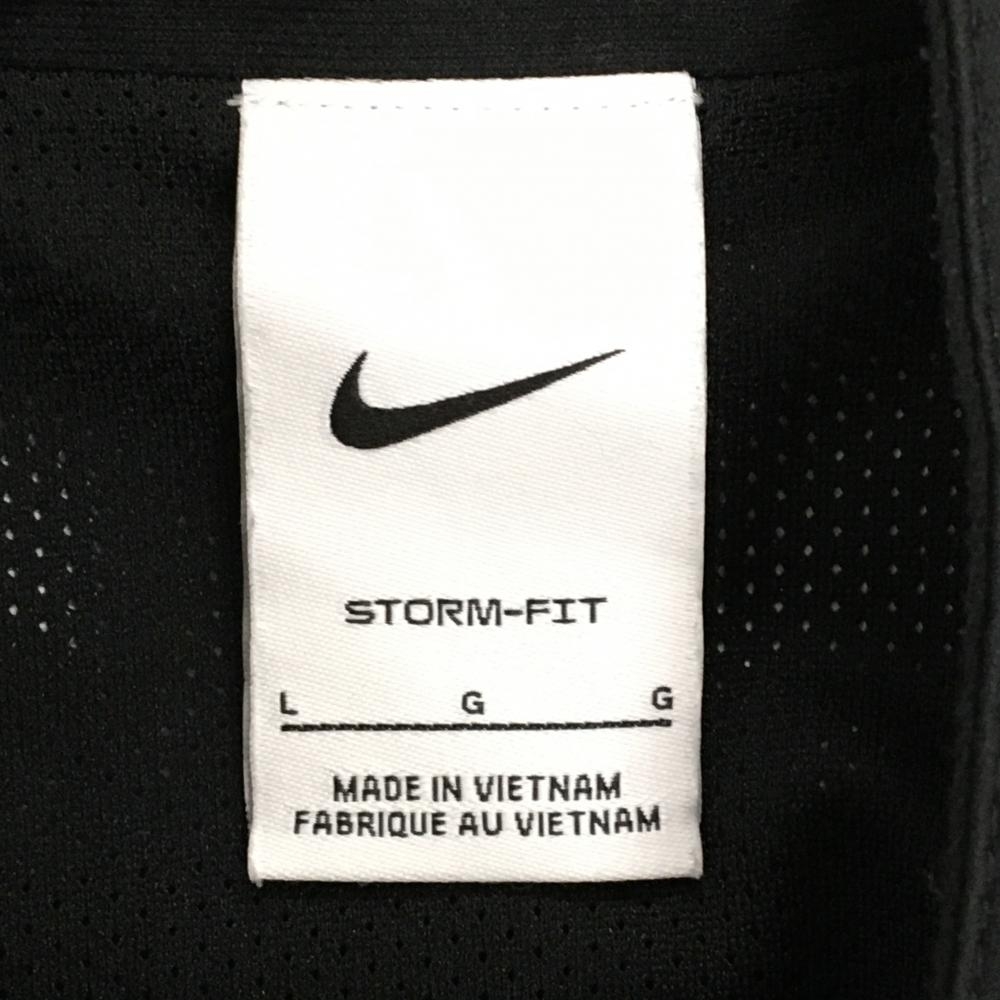 STORM-FIT
L G G
MADE IN VIETNAM
FABRIQUE AU VIETNAM